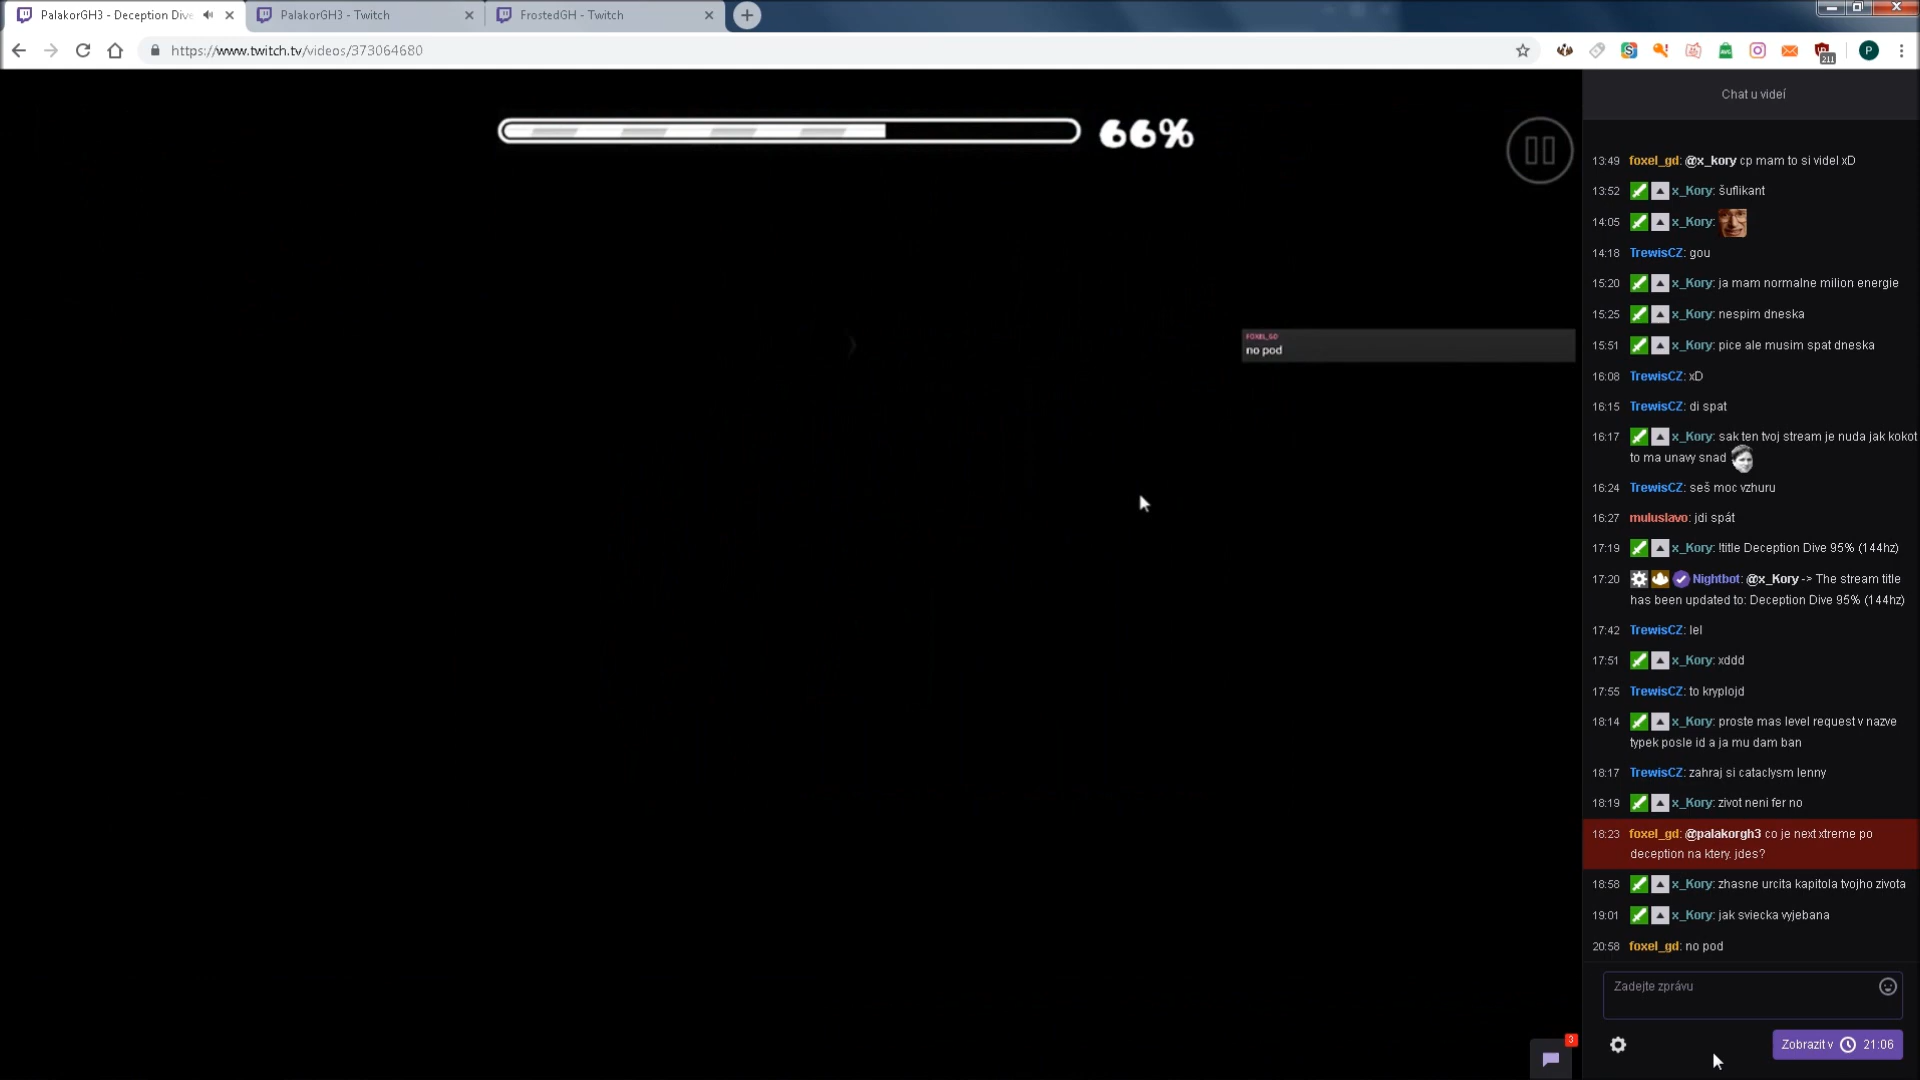 PalakorGH3 - Deception Dive
PalakorGH3 - Twitch
FrostedGH - Twitch
https://www.twitch.tv/videos/373064680
P
211
66%
FOXEL_GD
no pod
Chat u videí
13:49 foxel_gd: @x_kory cp mam to si videl xD
13:52 x_Kory: šuflikant
14:05 x_Kory:
14:18 TrewisCZ: gou
15:20 x_Kory: ja mam normalne milion energie
15:25 x_Kory: nespim dneska
15:51 x_Kory: pice ale musim spat dneska
16:08 TrewisCZ: xD
16:15 TrewisCZ: di spat
16:17 x_Kory: sak ten tvoj stream je nuda jak kokot
to ma unavy snad
16:24 TrewisCZ: seš moc vzhuru
16:27 muluslavo: jdi spát
17:19 x_Kory: !title Deception Dive 95% (144hz)
17:20 Nightbot: @x_Kory -> The stream title
has been updated to: Deception Dive 95% (144hz)
17:42 TrewisCZ: lel
17:51 x_Kory: xddd
17:55 TrewisCZ: to kryplojd
18:14 x_Kory: proste mas level request v nazve
typek posle id a ja mu dam ban
18:17 TrewisCZ: zahraj si cataclysm lenny
18:19 x_Kory: zivot neni fer no
18:23 foxel_gd: @palakorgh3 co je next xtreme po
deception na ktery. jdes?
18:58 x_Kory: zhasne urcita kapitola tvojho zivota
19:01 x_Kory: jak sviecka vyjebana
20:58 foxel_gd: no pod
Zadejte zprávu
3
Zobrazit v 21:06